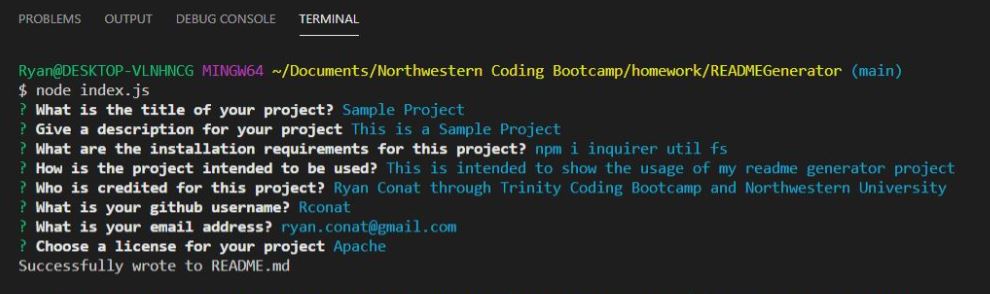 PROBLEMS OUTPUT DEBUG CONSOLE TERMINAL
Ryan@DESKTOP-VLNHNCG MINGW64 ~/Documents/Northwestern Coding Bootcamp/homework/READMEGenerator (main)
$ node index.js
? What is the title of your project? Sample Project
? Give a description for your project This is a Sample Project
? What are the installation requirements for this project? npm i inquirer util fs
? How is the project intended to be used? This is intended to show the usage of my readme generator project
? Who is credited for this project? Ryan Conat through Trinity Coding Bootcamp and Northwestern University
? What is your github username? Rconat
? What is your email address? ryan.conat@gmail.com
? Choose a license for your project Apache
Successfully wrote to README.md